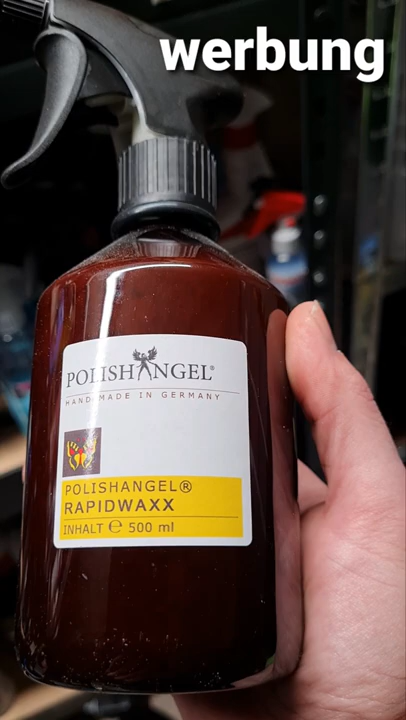 werbung
POLISHANGEL®
HANDMADE IN GERMANY
POLISHANGEL®
RAPIDWAXX
INHALT ℮ 500 ml